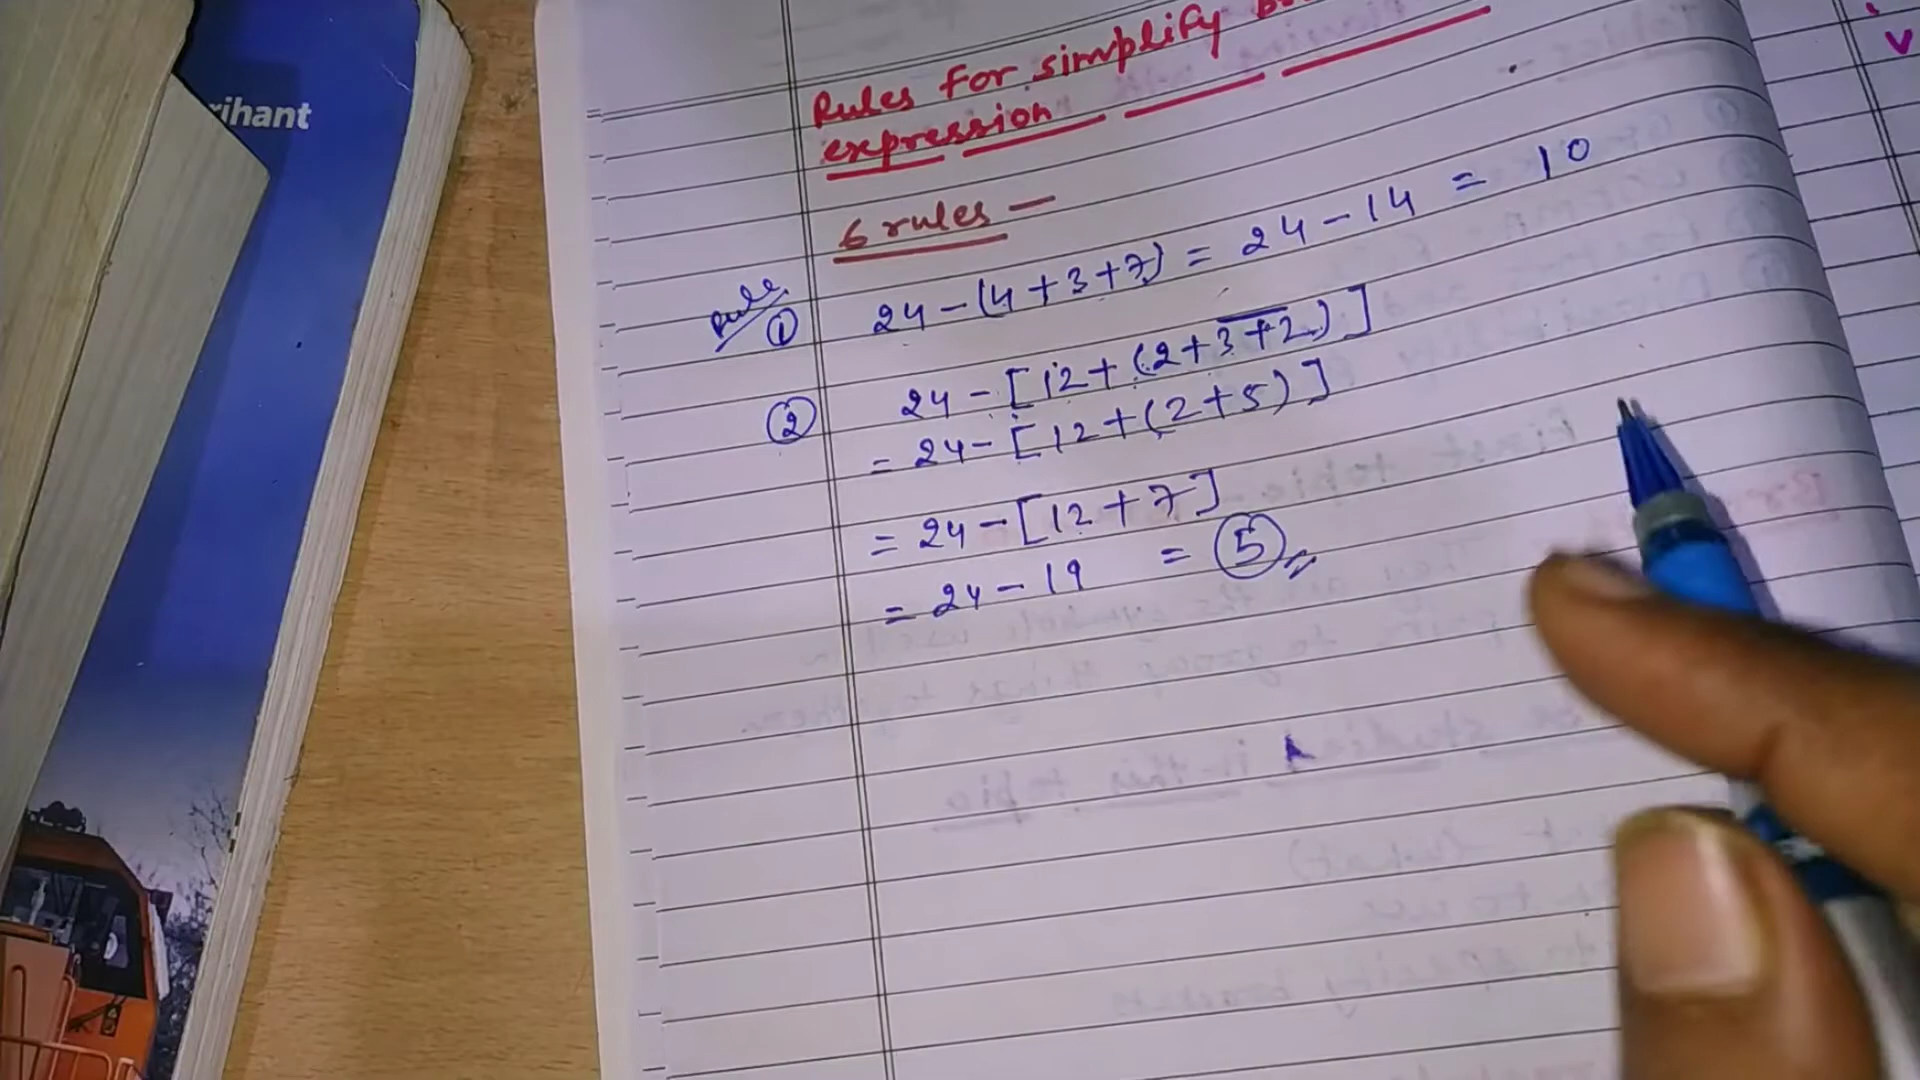 rihant
Rules for simplify
expression
6 rules —
Rule
① 24 - (4 + 3 + 7) = 24 - 14 = 10
② 24 - [12 + (2 + 3̅ ̅+̅ ̅2̅)]
= 24 - [12 + (2 + 5)]
= 24 - [12 + 7]
= 24 - 19 = 5